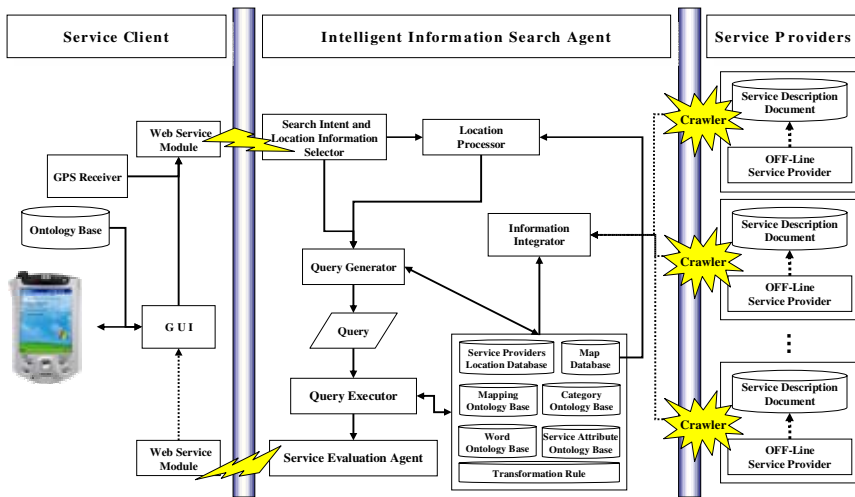 Service Client
Intelligent Information Search Agent
Service Providers
Web Service
Module
GPS Receiver
Ontology Base
G U I
Web Service
Module
Search Intent and
Location Information
Selector
Location
Processor
Information
Integrator
Query Generator
Query
Query Executor
Service Evaluation Agent
Service Providers
Location Database
Map
Database
Mapping
Ontology Base
Category
Ontology Base
Word
Ontology Base
Service Attribute
Ontology Base
Transformation Rule
Crawler
Service Description
Document
OFF-Line
Service Provider
Crawler
Service Description
Document
OFF-Line
Service Provider
Crawler
Service Description
Document
OFF-Line
Service Provider